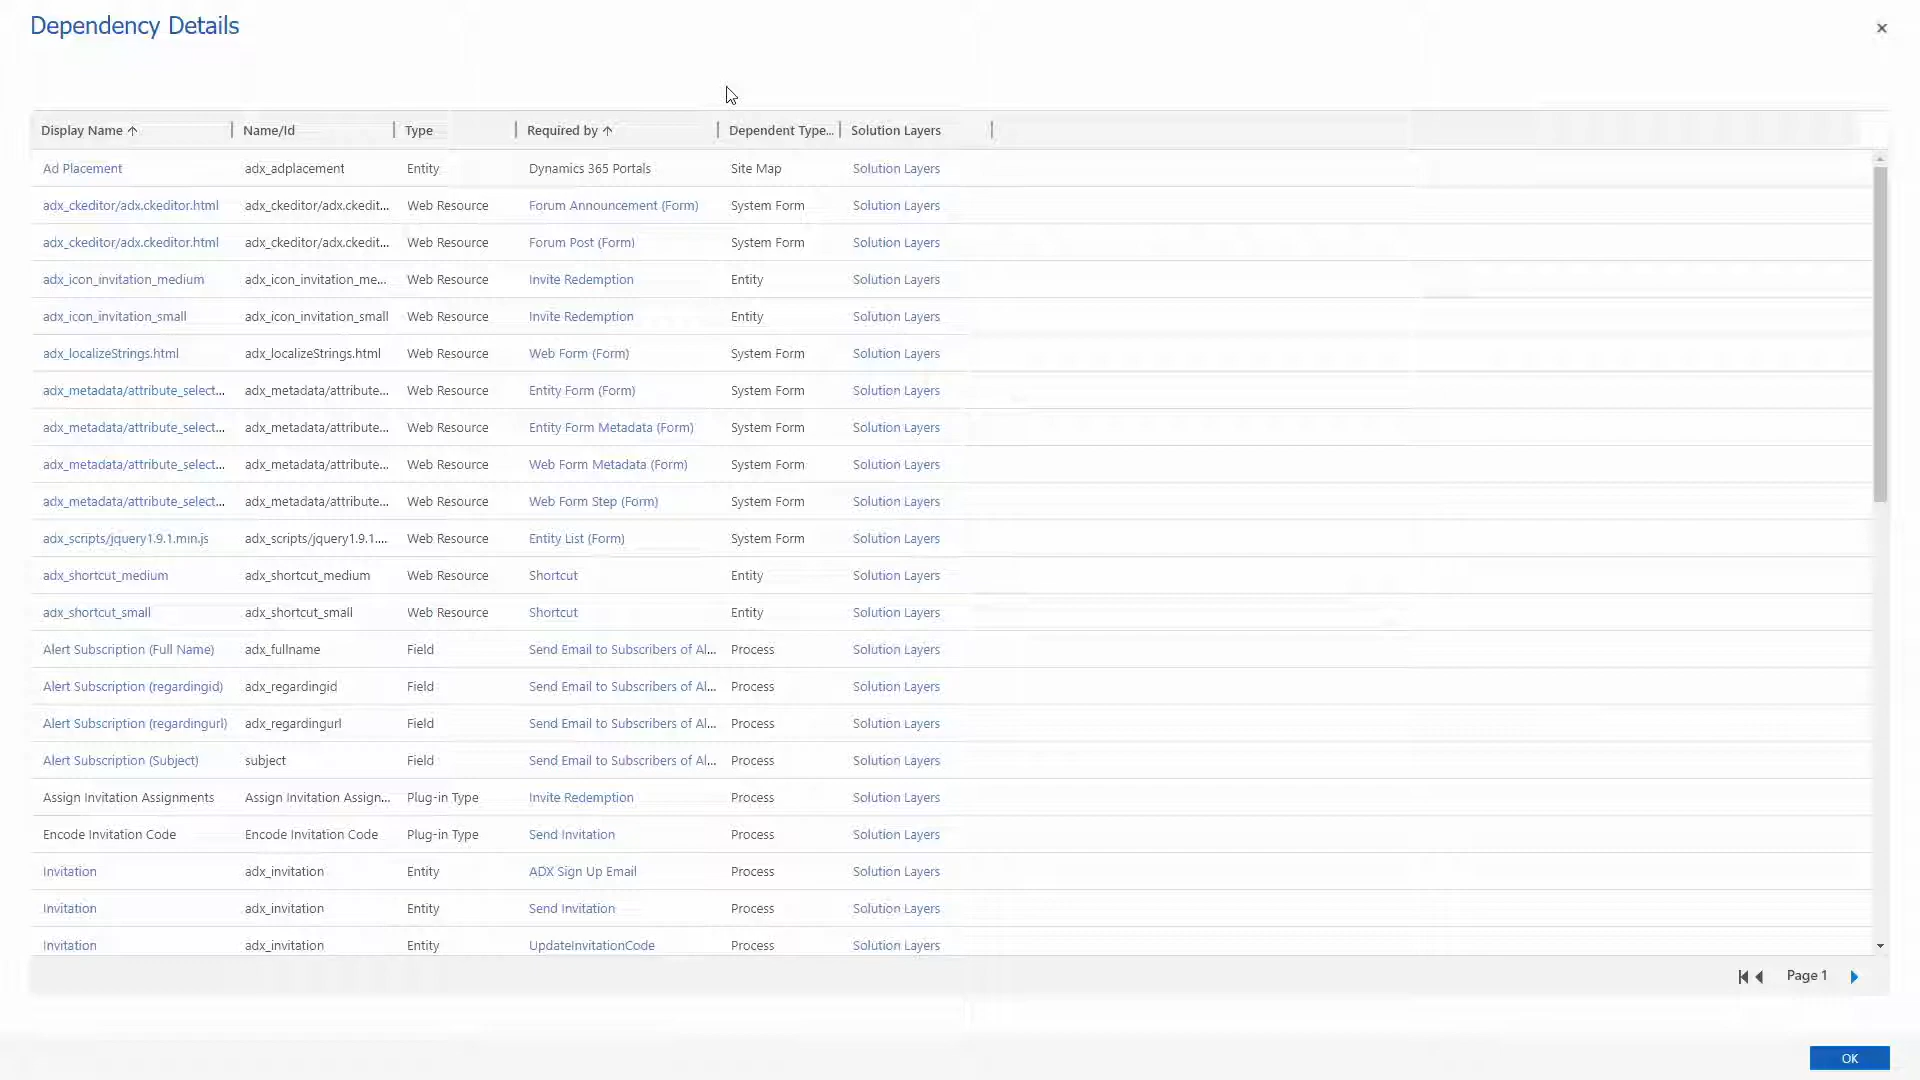 Dependency Details
Display Name Name/Id Type Required by Dependent Type... Solution Layers
Ad Placement adx_adplacement Entity Dynamics 365 Portals Site Map Solution Layers
adx_ckeditor/adx.ckeditor.html adx_ckeditor/adx.ckedit... Web Resource Forum Announcement (Form) System Form Solution Layers
adx_ckeditor/adx.ckeditor.html adx_ckeditor/adx.ckedit... Web Resource Forum Post (Form) System Form Solution Layers
adx_icon_invitation_medium adx_icon_invitation_me... Web Resource Invite Redemption Entity Solution Layers
adx_icon_invitation_small adx_icon_invitation_small Web Resource Invite Redemption Entity Solution Layers
adx_localizeStrings.html adx_localizeStrings.html Web Resource Web Form (Form) System Form Solution Layers
adx_metadata/attribute_select... adx_metadata/attribute... Web Resource Entity Form (Form) System Form Solution Layers
adx_metadata/attribute_select... adx_metadata/attribute... Web Resource Entity Form Metadata (Form) System Form Solution Layers
adx_metadata/attribute_select... adx_metadata/attribute... Web Resource Web Form Metadata (Form) System Form Solution Layers
adx_metadata/attribute_select... adx_metadata/attribute... Web Resource Web Form Step (Form) System Form Solution Layers
adx_scripts/jquery1.9.1.min.js adx_scripts/jquery1.9.1.... Web Resource Entity List (Form) System Form Solution Layers
adx_shortcut_medium adx_shortcut_medium Web Resource Shortcut Entity Solution Layers
adx_shortcut_small adx_shortcut_small Web Resource Shortcut Entity Solution Layers
Alert Subscription (Full Name) adx_fullname Field Send Email to Subscribers of Al... Process Solution Layers
Alert Subscription (regardingid) adx_regardingid Field Send Email to Subscribers of Al... Process Solution Layers
Alert Subscription (regardingurl) adx_regardingurl Field Send Email to Subscribers of Al... Process Solution Layers
Alert Subscription (Subject) subject Field Send Email to Subscribers of Al... Process Solution Layers
Assign Invitation Assignments Assign Invitation Assign... Plug-in Type Invite Redemption Process Solution Layers
Encode Invitation Code Encode Invitation Code Plug-in Type Send Invitation Process Solution Layers
Invitation adx_invitation Entity ADX Sign Up Email Process Solution Layers
Invitation adx_invitation Entity Send Invitation Process Solution Layers
Invitation adx_invitation Entity UpdateInvitationCode Process Solution Layers
Page 1
OK